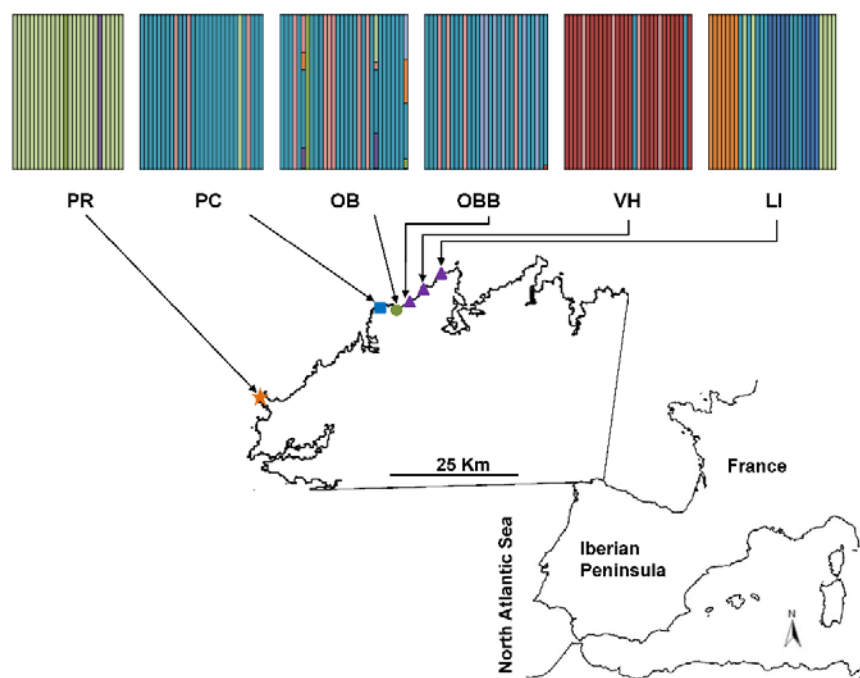 PR PC OB OBB VH LI
25 Km
France
North Atlantic Sea
Iberian
Peninsula
N